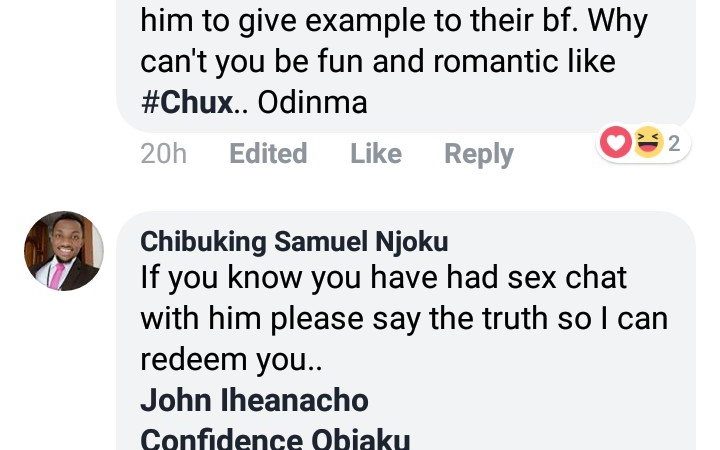 him to give example to their bf. Why
can't you be fun and romantic like
#Chux.. Odinma
20h Edited Like Reply 2
Chibuking Samuel Njoku
If you know you have had sex chat
with him please say the truth so I can
redeem you..
John Iheanacho
Confidence Obiaku